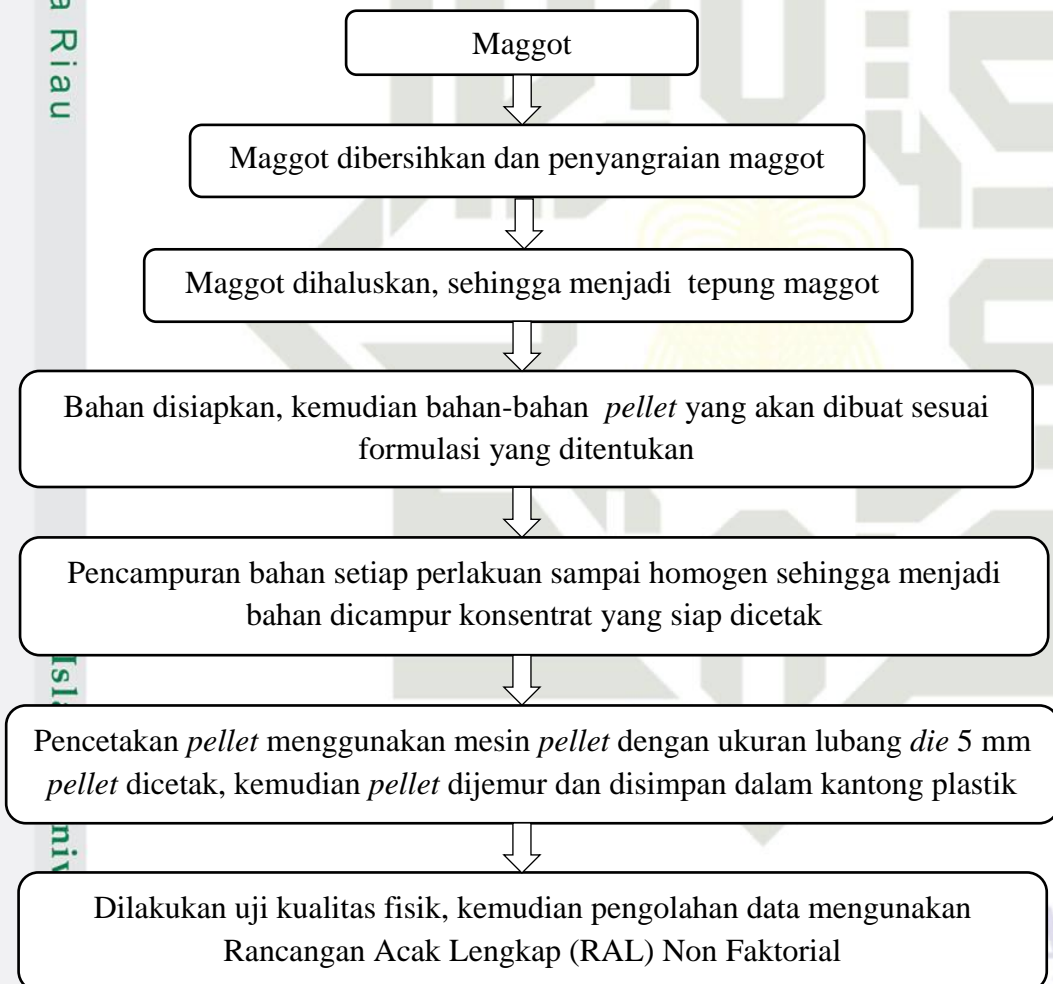 a Riau
Maggot
Maggot dibersihkan dan penyangraian maggot
Maggot dihaluskan, sehingga menjadi tepung maggot
Bahan disiapkan, kemudian bahan-bahan pellet yang akan dibuat sesuai
formulasi yang ditentukan
Pencampuran bahan setiap perlakuan sampai homogen sehingga menjadi
bahan dicampur konsentrat yang siap dicetak
Pencetakan pellet menggunakan mesin pellet dengan ukuran lubang die 5 mm
pellet dicetak, kemudian pellet dijemur dan disimpan dalam kantong plastik
Dilakukan uji kualitas fisik, kemudian pengolahan data mengunakan
Rancangan Acak Lengkap (RAL) Non Faktorial